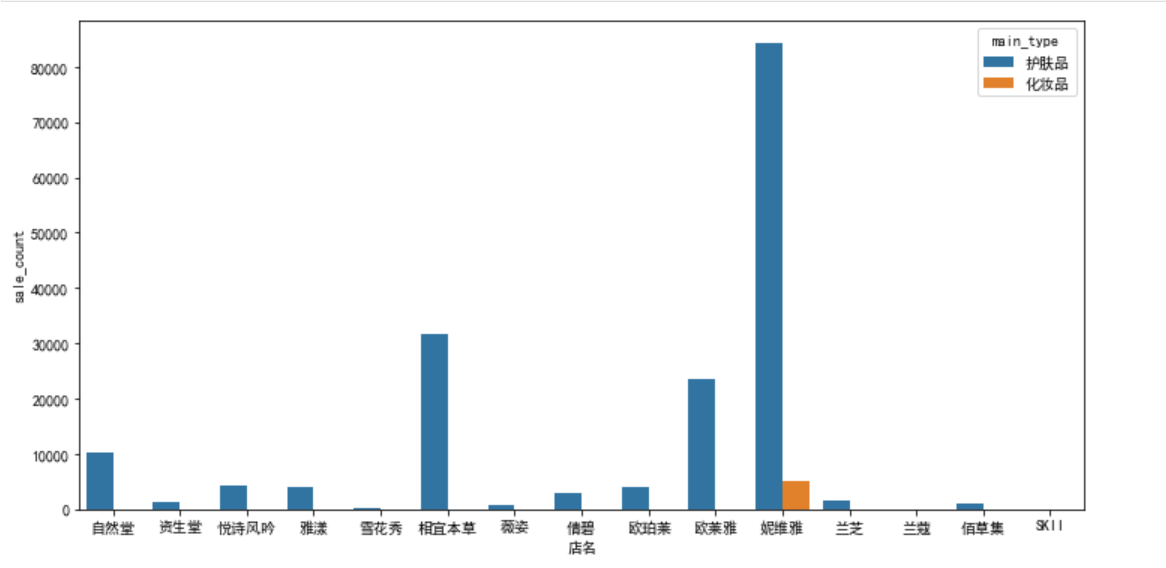 main_type
护肤品
化妆品
80000
70000
60000
50000
40000
30000
20000
10000
0
sale_count
自然堂 资生堂 悦诗风吟 雅漾 雪花秀 相宜本草 薇姿 倩碧 欧珀莱 欧莱雅 妮维雅 兰芝 兰蔻 佰草集 SKII
店名